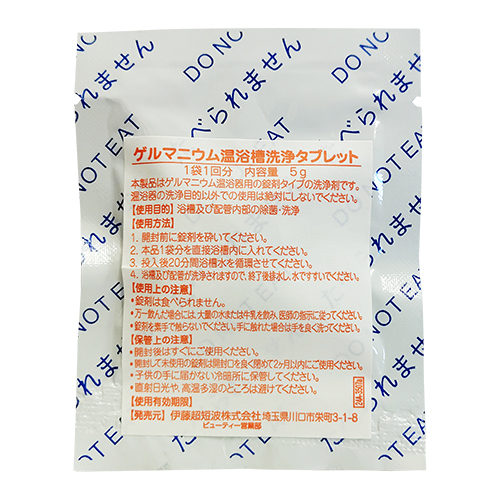 DO NOT EAT
たべられません
DO NOT EAT
ゲルマニウム温浴槽洗浄タブレット
1袋1回分 内容量 5g
本製品はゲルマニウム温浴器用の錠剤タイプの洗浄剤です。
温浴器の洗浄目的以外での使用は絶対にしないでください。
【使用目的】浴槽及び配管内部の除菌・洗浄
【使用方法】
1. 開封前に錠剤を砕いてください。
2. 本品1袋分を直接浴槽内に入れてください。
3. 投入後20分間浴槽水を循環させてください。
4. 浴槽及び配管が洗浄されますので、終了後排水し、水ですすいでください。
【使用上の注意】
・錠剤は食べられません。
・万一飲んだ場合には、大量の水または牛乳を飲み、医師の指示に従ってください。
・錠剤を素手で触らないでください。手に触れた場合は手を良く洗ってください。
【保管上の注意】
・開封後はすぐにご使用ください。
・開封して未使用の錠剤は開封口を良く閉めて2ヶ月以内にご使用ください。
・子供の手に届かない冷暗所に保管してください。
・直射日光や、高温多湿のところは避けてください。
【使用有効期限】
【発売元】伊藤超短波株式会社埼玉県川口市栄町3-1-8
ビューティー営業部
DO NOT EAT